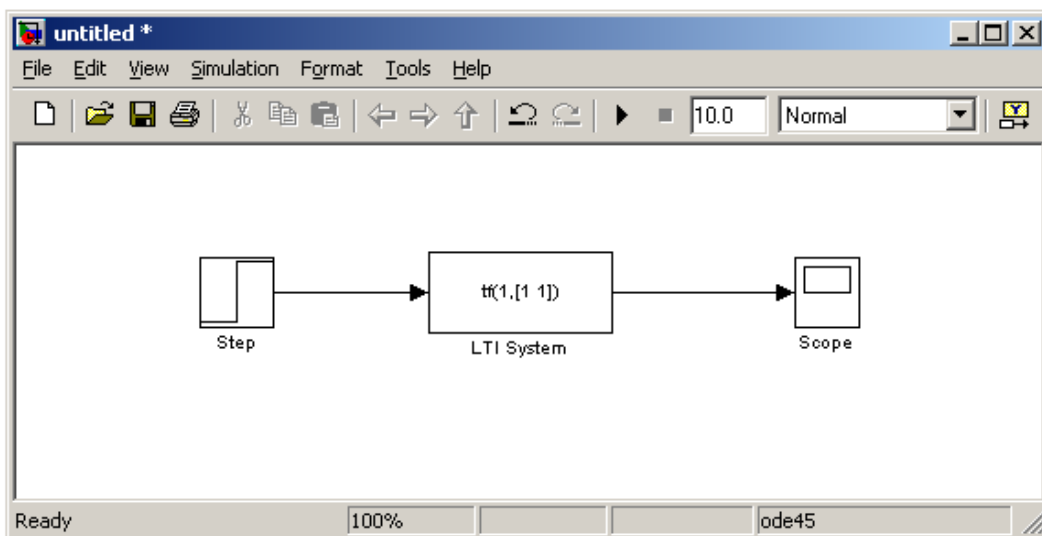 untitled *
File Edit View Simulation Format Tools Help
10.0 Normal
tf(1,[1 1])
Step
LTI System
Scope
Ready 100% ode45